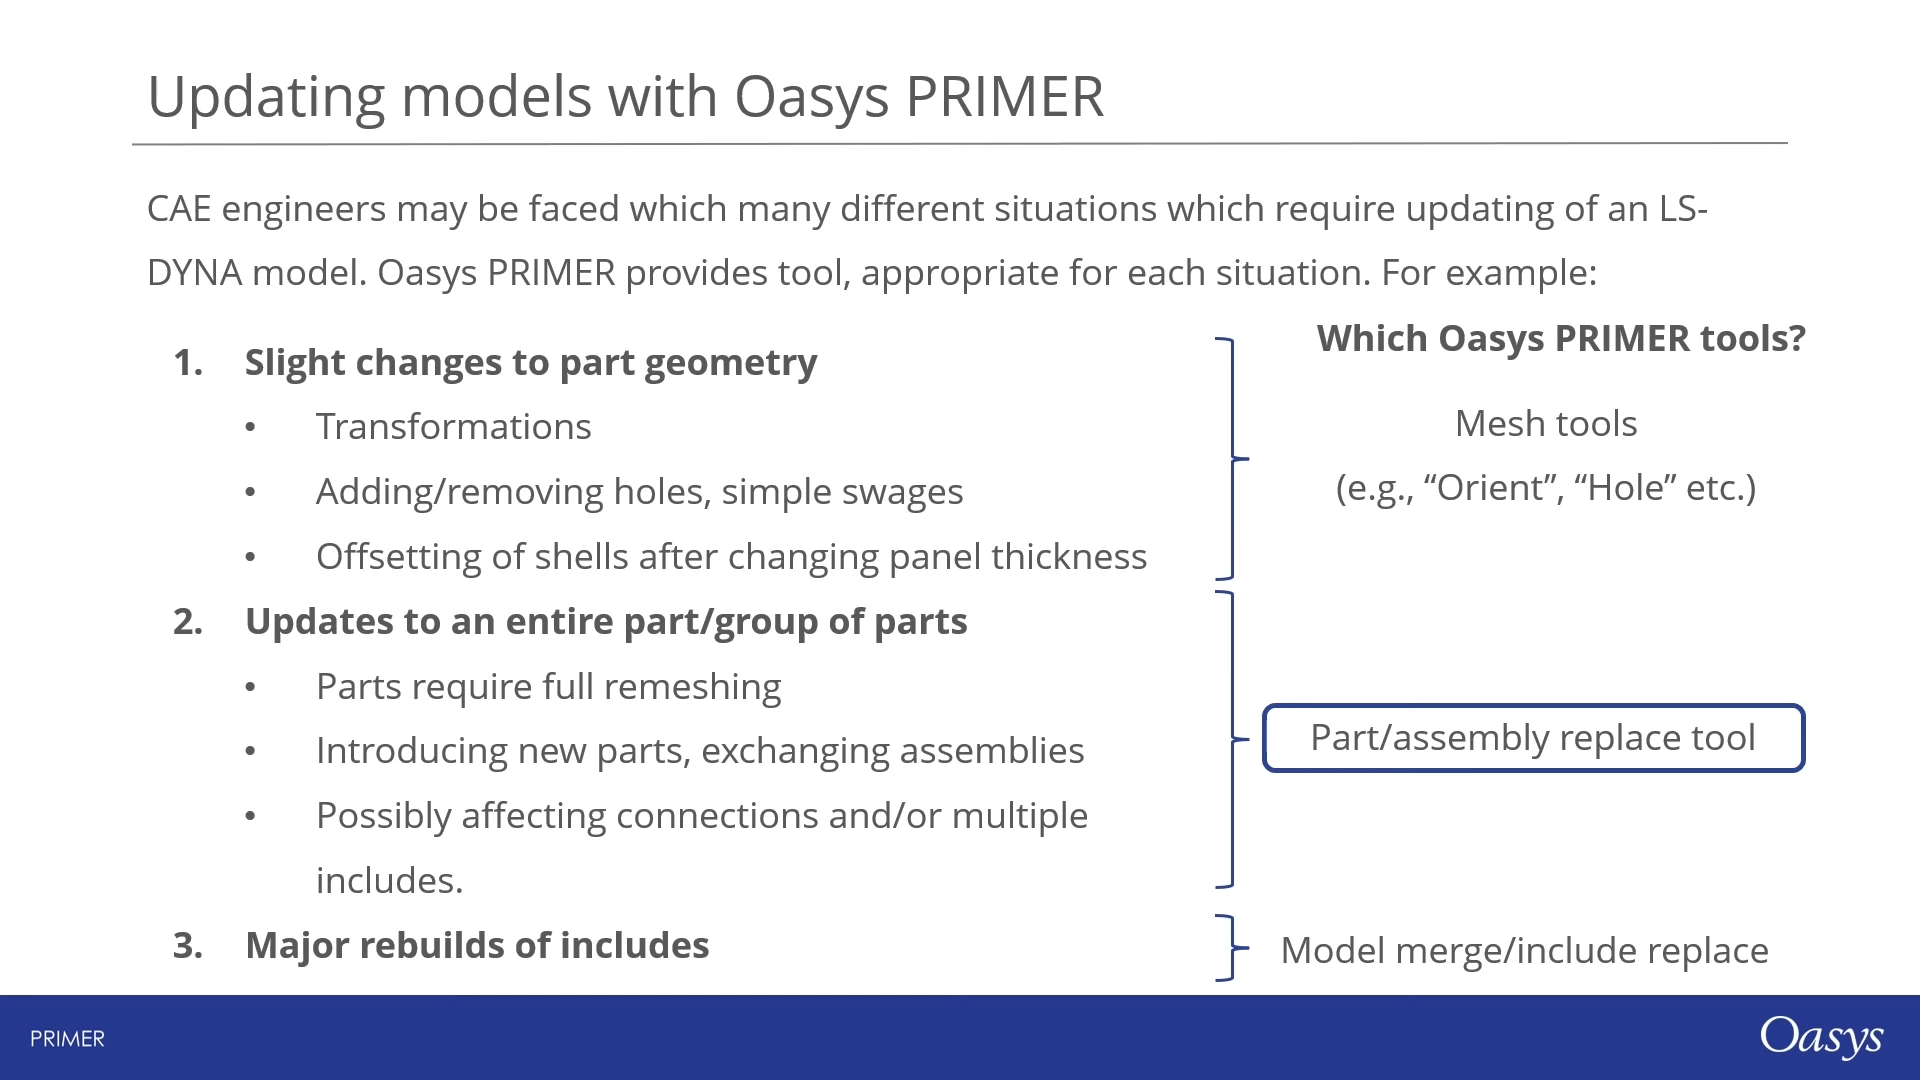 Updating models with Oasys PRIMER
CAE engineers may be faced which many different situations which require updating of an LS-
DYNA model. Oasys PRIMER provides tool, appropriate for each situation. For example:
Which Oasys PRIMER tools?
1. Slight changes to part geometry
• Transformations
Mesh tools
• Adding/removing holes, simple swages
(e.g., “Orient”, “Hole” etc.)
• Offsetting of shells after changing panel thickness
2. Updates to an entire part/group of parts
• Parts require full remeshing
• Introducing new parts, exchanging assemblies
Part/assembly replace tool
• Possibly affecting connections and/or multiple
includes.
3. Major rebuilds of includes
Model merge/include replace
PRIMER
Oasys